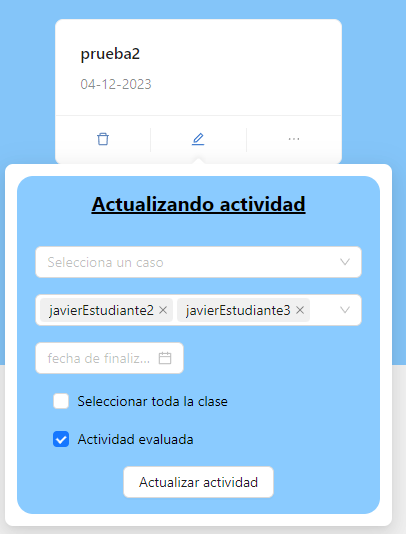 prueba2
04-12-2023
Actualizando actividad
Selecciona un caso
javierEstudiante2 javierEstudiante3
fecha de finaliz...
Seleccionar toda la clase
Actividad evaluada
Actualizar actividad